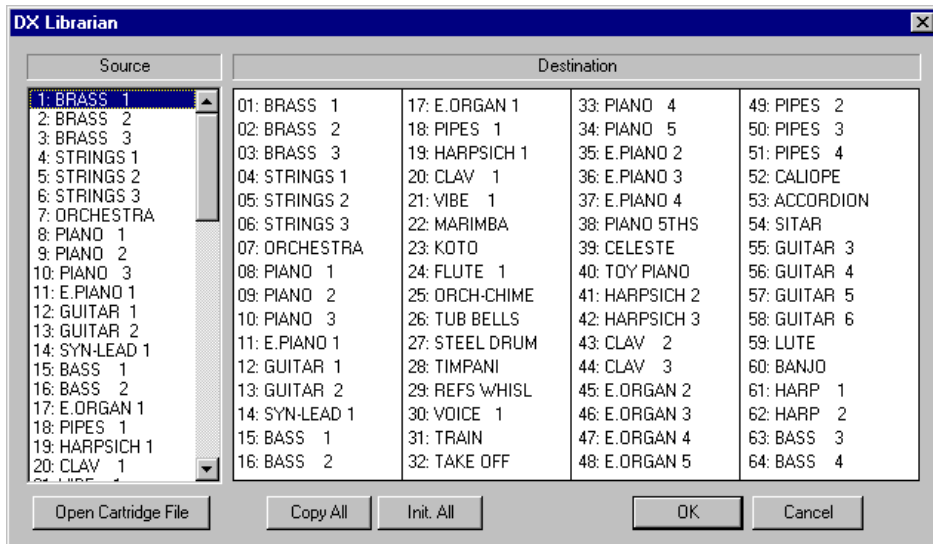 DX Librarian
Source
Destination
1: BRASS 1
2: BRASS 2
3: BRASS 3
4: STRINGS 1
5: STRINGS 2
6: STRINGS 3
7: ORCHESTRA
8: PIANO 1
9: PIANO 2
10: PIANO 3
11: E.PIANO 1
12: GUITAR 1
13: GUITAR 2
14: SYN-LEAD 1
15: BASS 1
16: BASS 2
17: E.ORGAN 1
18: PIPES 1
19: HARPSICH 1
20: CLAV 1
01: BRASS 1
02: BRASS 2
03: BRASS 3
04: STRINGS 1
05: STRINGS 2
06: STRINGS 3
07: ORCHESTRA
08: PIANO 1
09: PIANO 2
10: PIANO 3
11: E.PIANO 1
12: GUITAR 1
13: GUITAR 2
14: SYN-LEAD 1
15: BASS 1
16: BASS 2
17: E.ORGAN 1
18: PIPES 1
19: HARPSICH 1
20: CLAV 1
21: VIBE 1
22: MARIMBA
23: KOTO
24: FLUTE 1
25: ORCH-CHIME
26: TUB BELLS
27: STEEL DRUM
28: TIMPANI
29: REFS WHISL
30: VOICE 1
31: TRAIN
32: TAKE OFF
33: PIANO 4
34: PIANO 5
35: E.PIANO 2
36: E.PIANO 3
37: E.PIANO 4
38: PIANO 5THS
39: CELESTE
40: TOY PIANO
41: HARPSICH 2
42: HARPSICH 3
43: CLAV 2
44: CLAV 3
45: E.ORGAN 2
46: E.ORGAN 3
47: E.ORGAN 4
48: E.ORGAN 5
49: PIPES 2
50: PIPES 3
51: PIPES 4
52: CALIOPE
53: ACCORDION
54: SITAR
55: GUITAR 3
56: GUITAR 4
57: GUITAR 5
58: GUITAR 6
59: LUTE
60: BANJO
61: HARP 1
62: HARP 2
63: BASS 3
64: BASS 4
Open Cartridge File
Copy All
Init. All
OK
Cancel